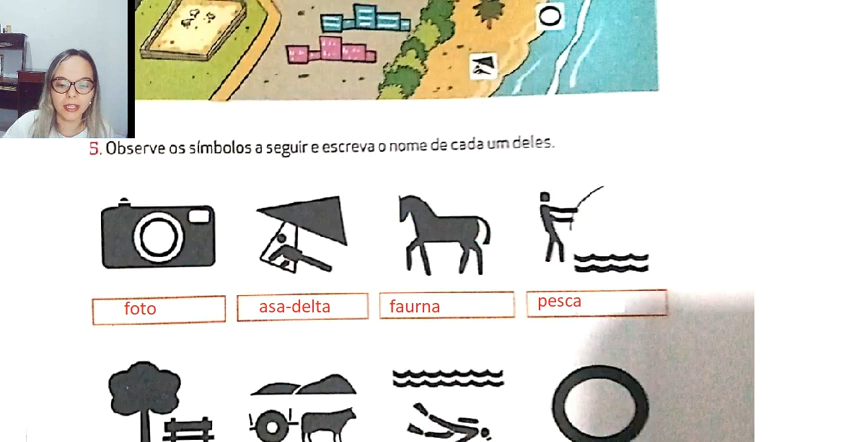 5. Observe os símbolos a seguir e escreva o nome de cada um deles.
foto
asa-delta
faurna
pesca